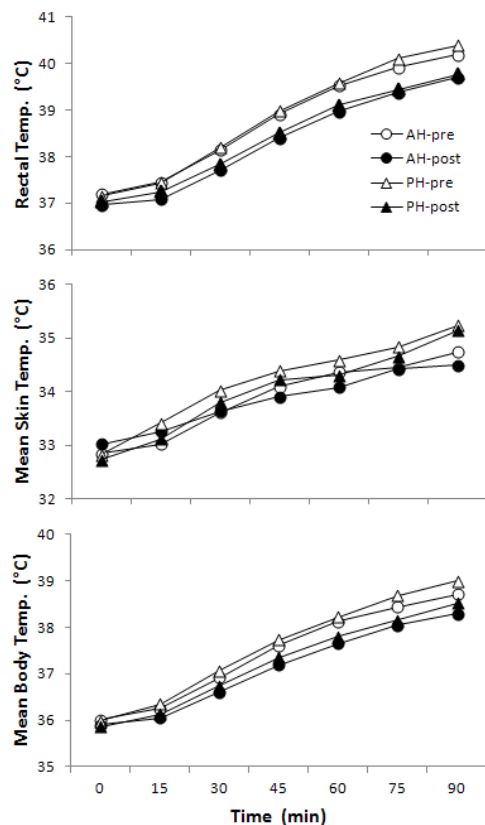 Rectal Temp. (°C)
41
40
39
38
37
36
AH-pre
AH-post
PH-pre
PH-post
Mean Skin Temp. (°C)
36
35
34
33
32
Mean Body Temp. (°C)
40
39
38
37
36
35
0 15 30 45 60 75 90
Time (min)